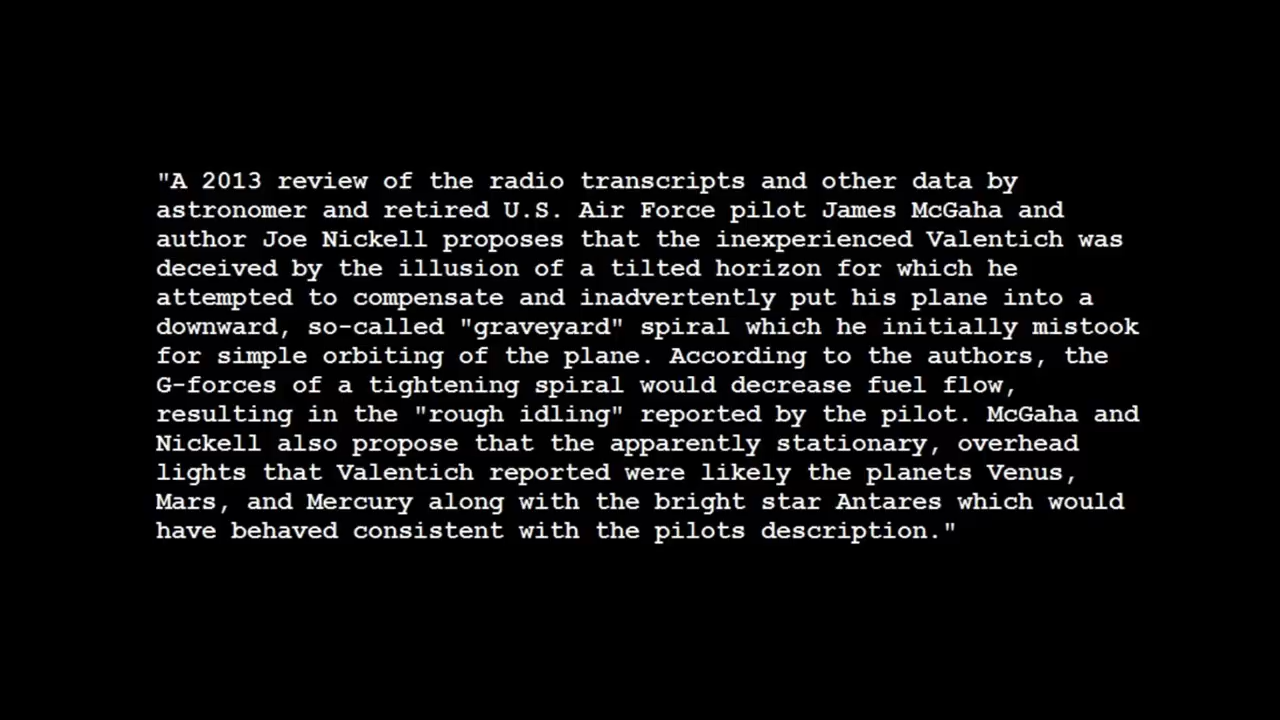 "A 2013 review of the radio transcripts and other data by
astronomer and retired U.S. Air Force pilot James McGaha and
author Joe Nickell proposes that the inexperienced Valentich was
deceived by the illusion of a tilted horizon for which he
attempted to compensate and inadvertently put his plane into a
downward, so-called "graveyard" spiral which he initially mistook
for simple orbiting of the plane. According to the authors, the
G-forces of a tightening spiral would decrease fuel flow,
resulting in the "rough idling" reported by the pilot. McGaha and
Nickell also propose that the apparently stationary, overhead
lights that Valentich reported were likely the planets Venus,
Mars, and Mercury along with the bright star Antares which would
have behaved consistent with the pilots description."